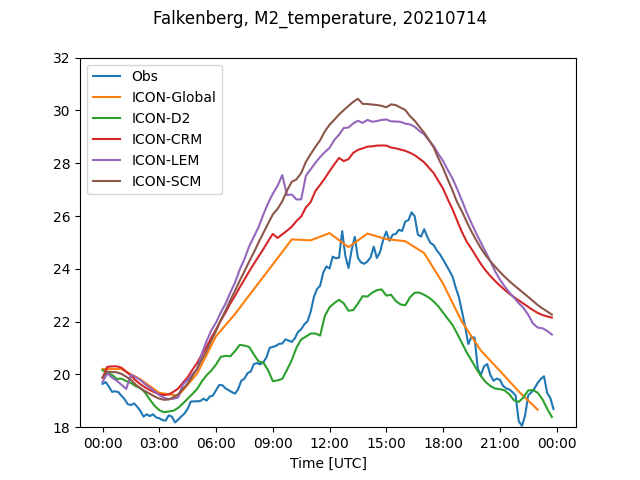 Falkenberg, M2_temperature, 20210714
32
30
28
26
24
22
20
18
Obs
ICON-Global
ICON-D2
ICON-CRM
ICON-LEM
ICON-SCM
00:00 03:00 06:00 09:00 12:00 15:00 18:00 21:00 00:00
Time [UTC]